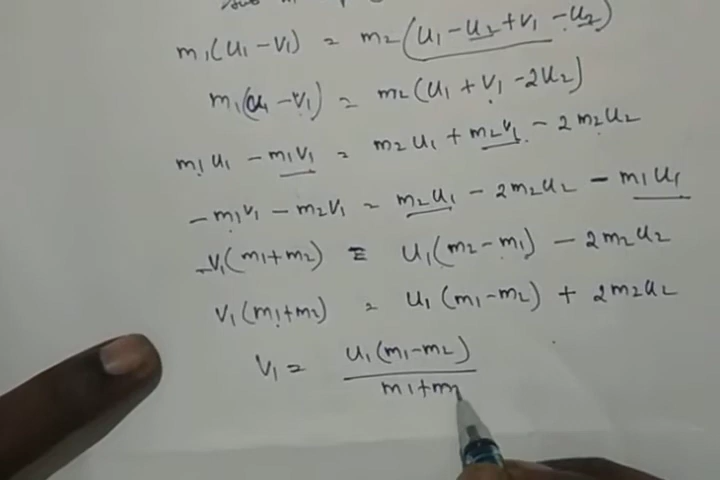 m1(u1 - v1) = m2(u1 - u2 + v1 - u2)
m1(u1 - v1) = m2(u1 + v1 - 2u2)
m1u1 - m1v1 = m2u1 + m2v1 - 2m2u2
-m1v1 - m2v1 = m2u1 - 2m2u2 - m1u1
-v1(m1+m2) = u1(m2-m1) - 2m2u2
v1(m1+m2) = u1(m1-m2) + 2m2u2
v1 = u1(m1-m2)
m1+m